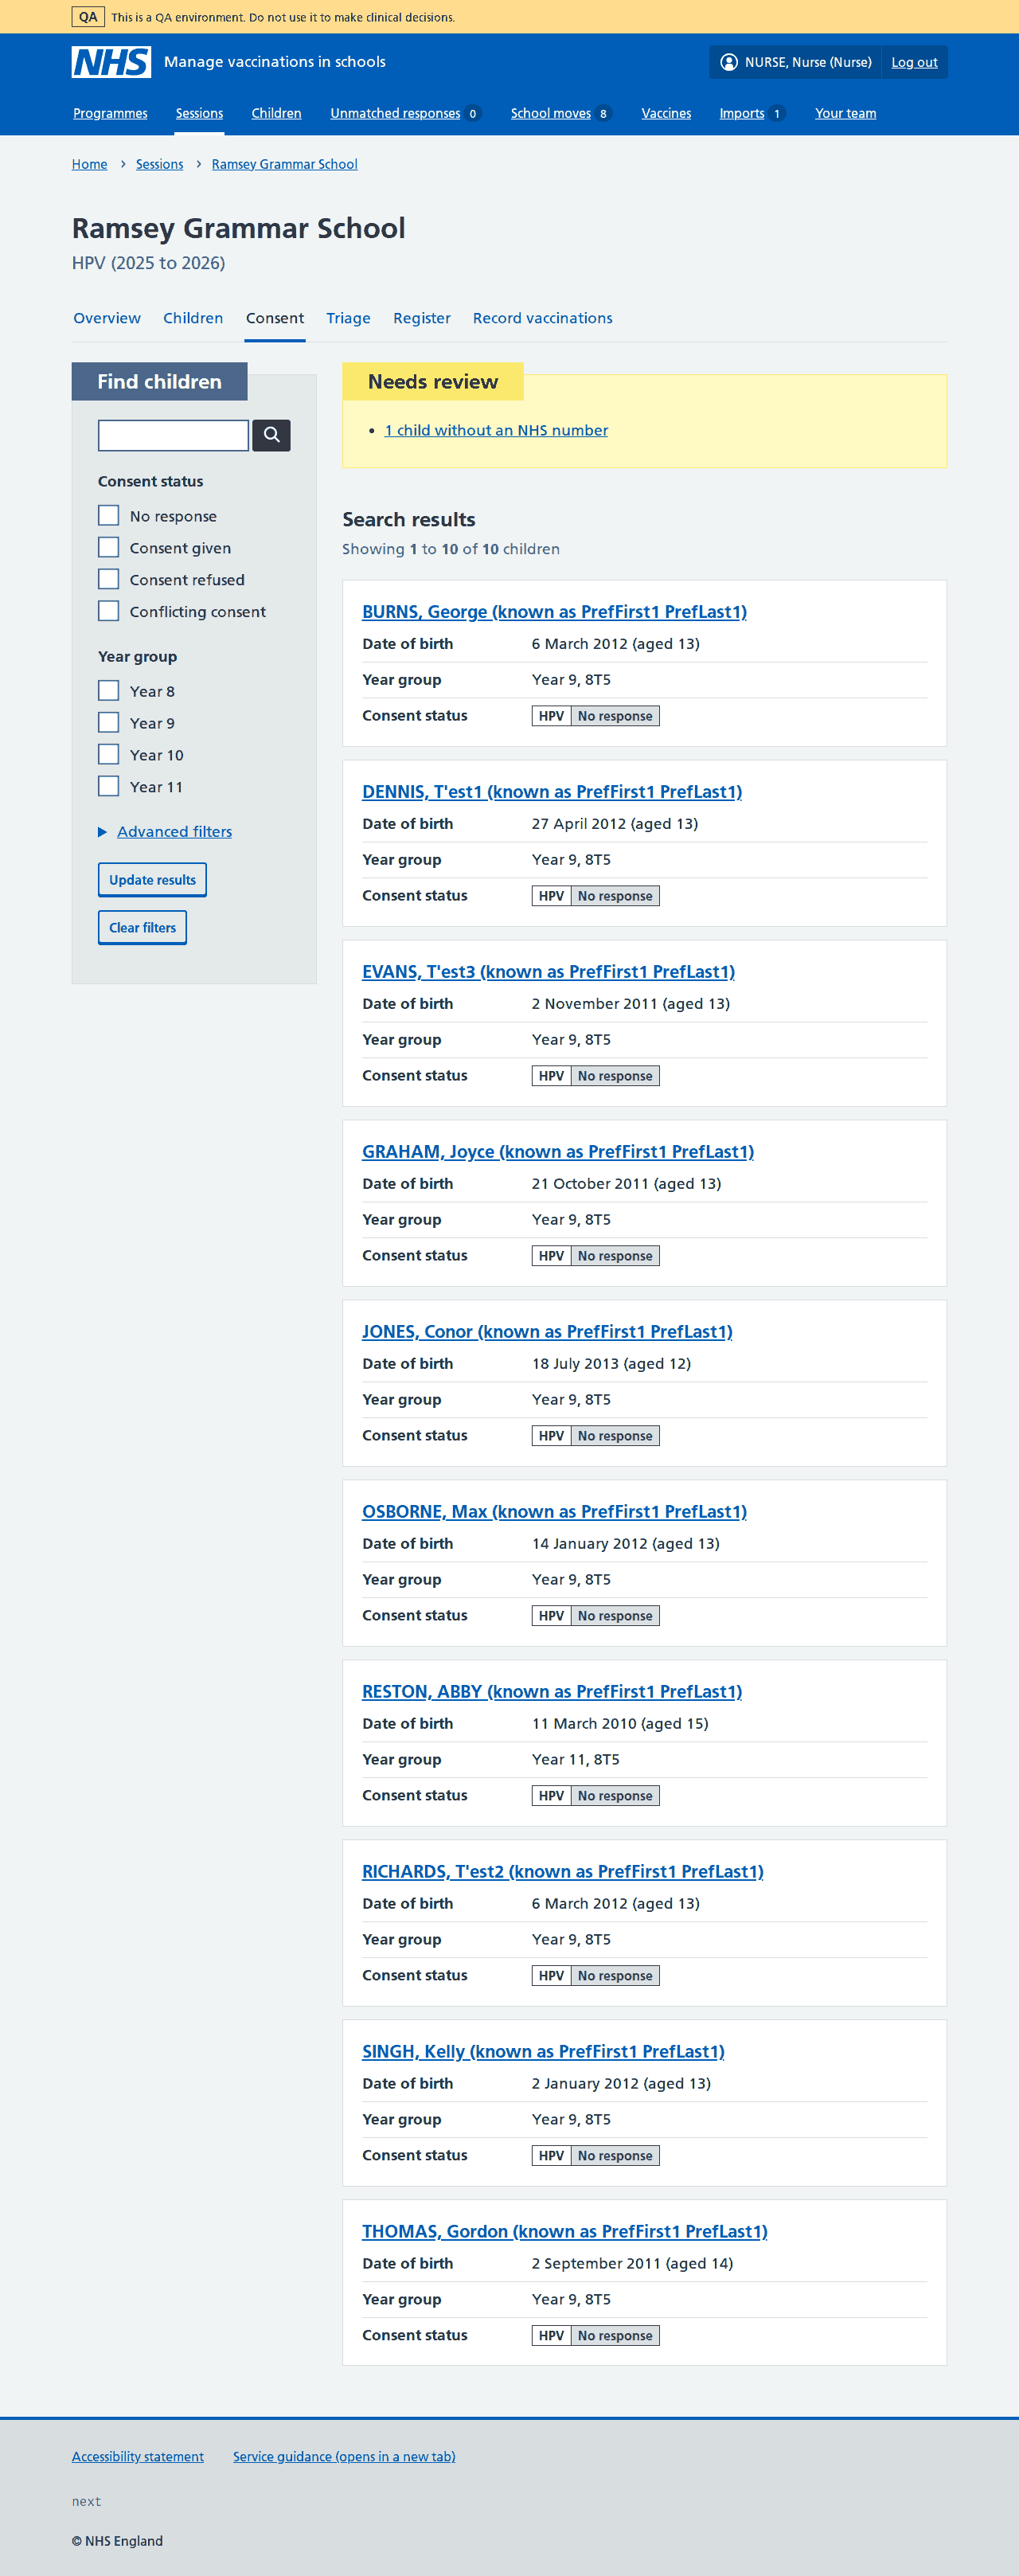 QA This is a QA environment. Do not use it to make clinical decisions.
NHS Manage vaccinations in schools NURSE, Nurse (Nurse) Log out
Programmes Sessions Children Unmatched responses 0 School moves 8 Vaccines Imports 1 Your team
Home Sessions Ramsey Grammar School
Ramsey Grammar School
HPV (2025 to 2026)
Overview Children Consent Triage Register Record vaccinations
Find children
Consent status
No response
Consent given
Consent refused
Conflicting consent
Year group
Year 8
Year 9
Year 10
Year 11
Advanced filters
Update results
Clear filters
Needs review
1 child without an NHS number
Search results
Showing 1 to 10 of 10 children
BURNS, George (known as PrefFirst1 PrefLast1)
Date of birth 6 March 2012 (aged 13)
Year group Year 9, 8T5
Consent status HPV No response
DENNIS, T'est1 (known as PrefFirst1 PrefLast1)
Date of birth 27 April 2012 (aged 13)
Year group Year 9, 8T5
Consent status HPV No response
EVANS, T'est3 (known as PrefFirst1 PrefLast1)
Date of birth 2 November 2011 (aged 13)
Year group Year 9, 8T5
Consent status HPV No response
GRAHAM, Joyce (known as PrefFirst1 PrefLast1)
Date of birth 21 October 2011 (aged 13)
Year group Year 9, 8T5
Consent status HPV No response
JONES, Conor (known as PrefFirst1 PrefLast1)
Date of birth 18 July 2013 (aged 12)
Year group Year 9, 8T5
Consent status HPV No response
OSBORNE, Max (known as PrefFirst1 PrefLast1)
Date of birth 14 January 2012 (aged 13)
Year group Year 9, 8T5
Consent status HPV No response
RESTON, ABBY (known as PrefFirst1 PrefLast1)
Date of birth 11 March 2010 (aged 15)
Year group Year 11, 8T5
Consent status HPV No response
RICHARDS, T'est2 (known as PrefFirst1 PrefLast1)
Date of birth 6 March 2012 (aged 13)
Year group Year 9, 8T5
Consent status HPV No response
SINGH, Kelly (known as PrefFirst1 PrefLast1)
Date of birth 2 January 2012 (aged 13)
Year group Year 9, 8T5
Consent status HPV No response
THOMAS, Gordon (known as PrefFirst1 PrefLast1)
Date of birth 2 September 2011 (aged 14)
Year group Year 9, 8T5
Consent status HPV No response
Accessibility statement Service guidance (opens in a new tab)
next
© NHS England